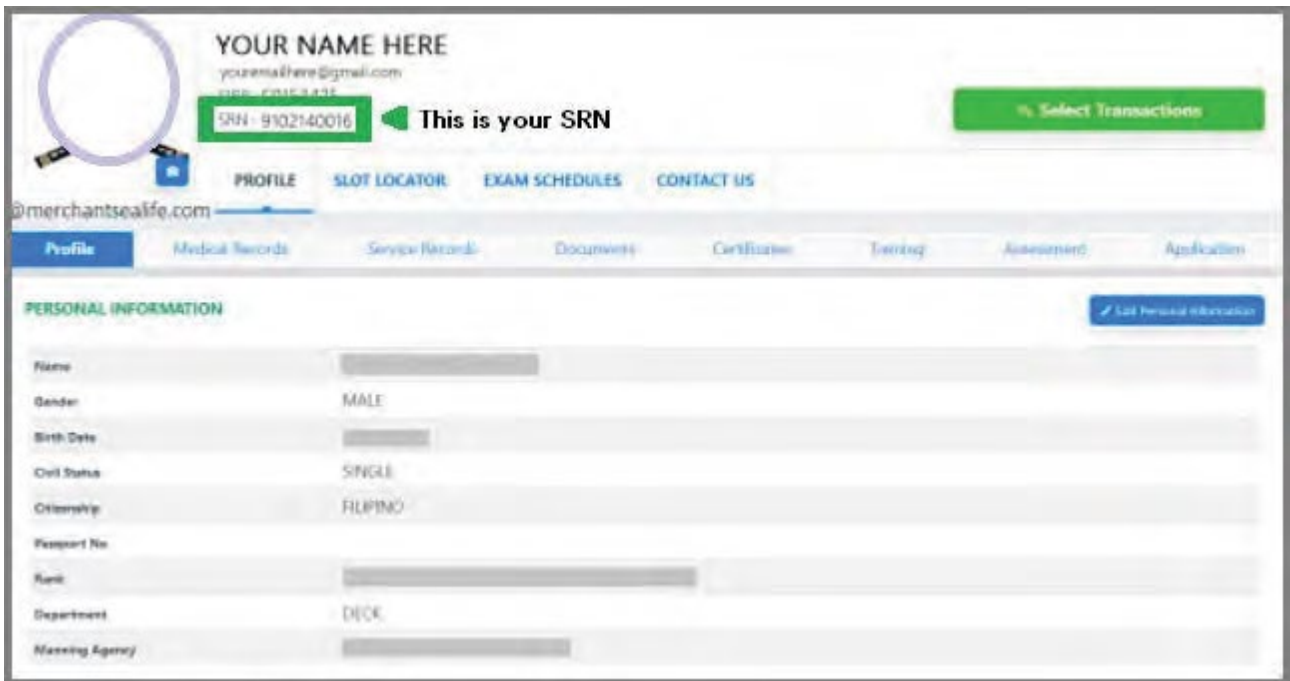 YOUR NAME HERE
youremailhere@gmail.com
SRN - 9102140016
This is your SRN
Select Transactions
PROFILE SLOT LOCATOR EXAM SCHEDULES CONTACT US
@merchantsealife.com
Profile Medical Records Service Records Documents Certificates Training Assessment Application
PERSONAL INFORMATION
Edit Personal Information
Name
Gender MALE
Birth Date
Civil Status SINGLE
Citizenship FILIPINO
Passport No
Rank
Department DECK
Manning Agency